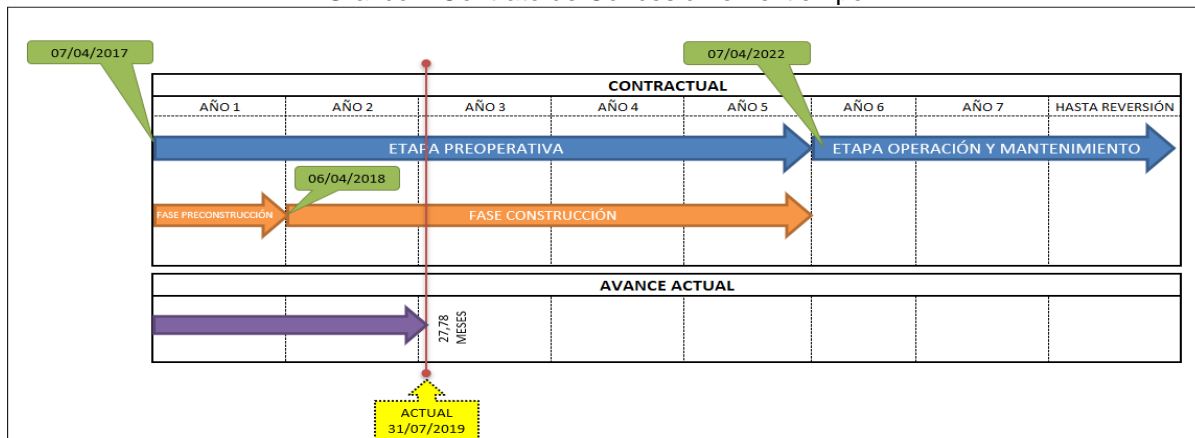 07/04/2017
07/04/2022
CONTRACTUAL
AÑO 1 AÑO 2 AÑO 3 AÑO 4 AÑO 5 AÑO 6 AÑO 7 HASTA REVERSIÓN
ETAPA PREOPERATIVA ETAPA OPERACIÓN Y MANTENIMIENTO
06/04/2018
FASE PRECONSTRUCCIÓN FASE CONSTRUCCIÓN
AVANCE ACTUAL
27,78
MESES
ACTUAL
31/07/2019